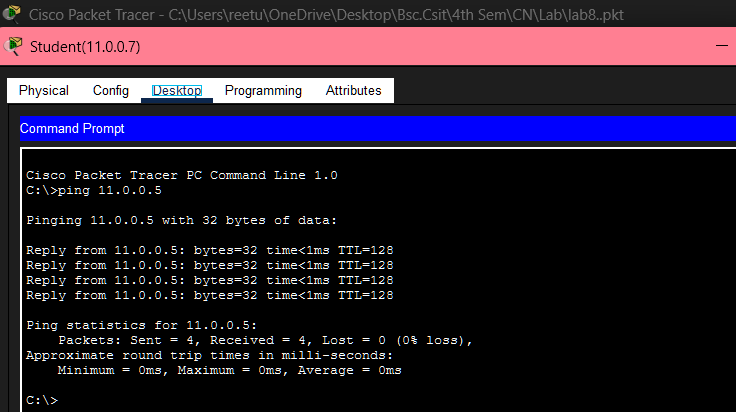 Cisco Packet Tracer - C:\Users\reetu\OneDrive\Desktop\Bsc.Csit\4th Sem\CN\Lab\lab8..pkt
Student(11.0.0.7)
Physical Config Desktop Programming Attributes
Command Prompt
Cisco Packet Tracer PC Command Line 1.0
C:\>ping 11.0.0.5
Pinging 11.0.0.5 with 32 bytes of data:
Reply from 11.0.0.5: bytes=32 time<1ms TTL=128
Reply from 11.0.0.5: bytes=32 time<1ms TTL=128
Reply from 11.0.0.5: bytes=32 time<1ms TTL=128
Reply from 11.0.0.5: bytes=32 time<1ms TTL=128
Ping statistics for 11.0.0.5:
Packets: Sent = 4, Received = 4, Lost = 0 (0% loss),
Approximate round trip times in milli-seconds:
Minimum = 0ms, Maximum = 0ms, Average = 0ms
C:\>